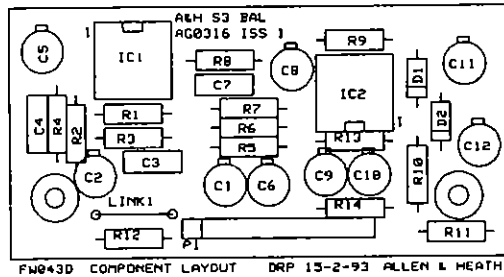 A&H S3 BAL
AG0316 ISS 1
C5
1
IC1
R8
C7
C8
R9
IC2
D1
C11
C4
R4
R2
R1
R3
C3
R7
R6
R5
R13
1
D2
C12
C2
C1
C6
C9
C10
R10
LINK1
R14
R12
P1
R11
FW043D COMPONENT LAYOUT DRP 15-2-93 ALLEN & HEATH